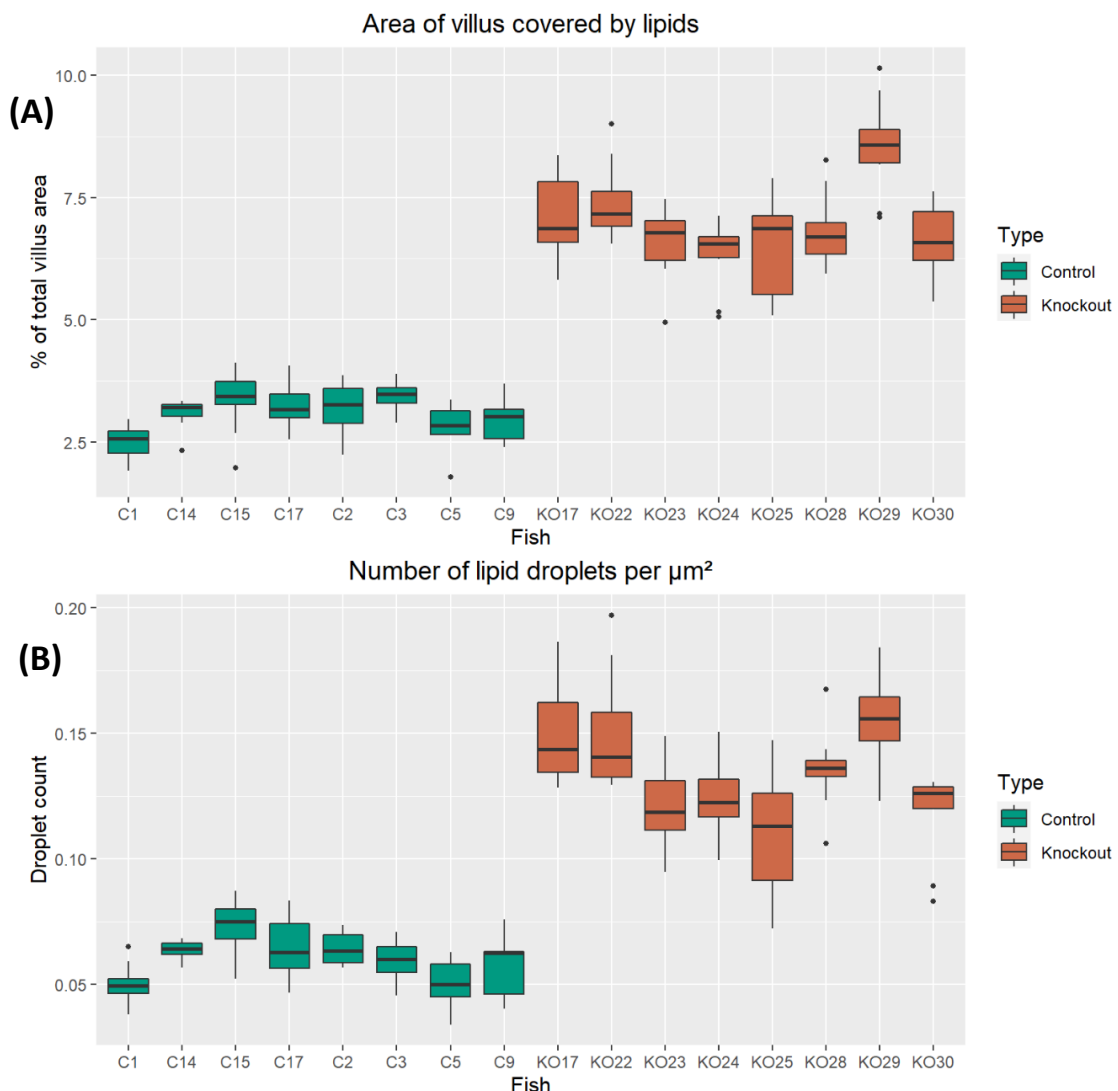 Area of villus covered by lipids
(A)
% of total villus area
10.0
7.5
5.0
2.5
C1 C14 C15 C17 C2 C3 C5 C9 KO17 KO22 KO23 KO24 KO25 KO28 KO29 KO30
Fish
Type
Control
Knockout
Number of lipid droplets per µm²
(B)
Droplet count
0.20
0.15
0.10
0.05
C1 C14 C15 C17 C2 C3 C5 C9 KO17 KO22 KO23 KO24 KO25 KO28 KO29 KO30
Fish
Type
Control
Knockout